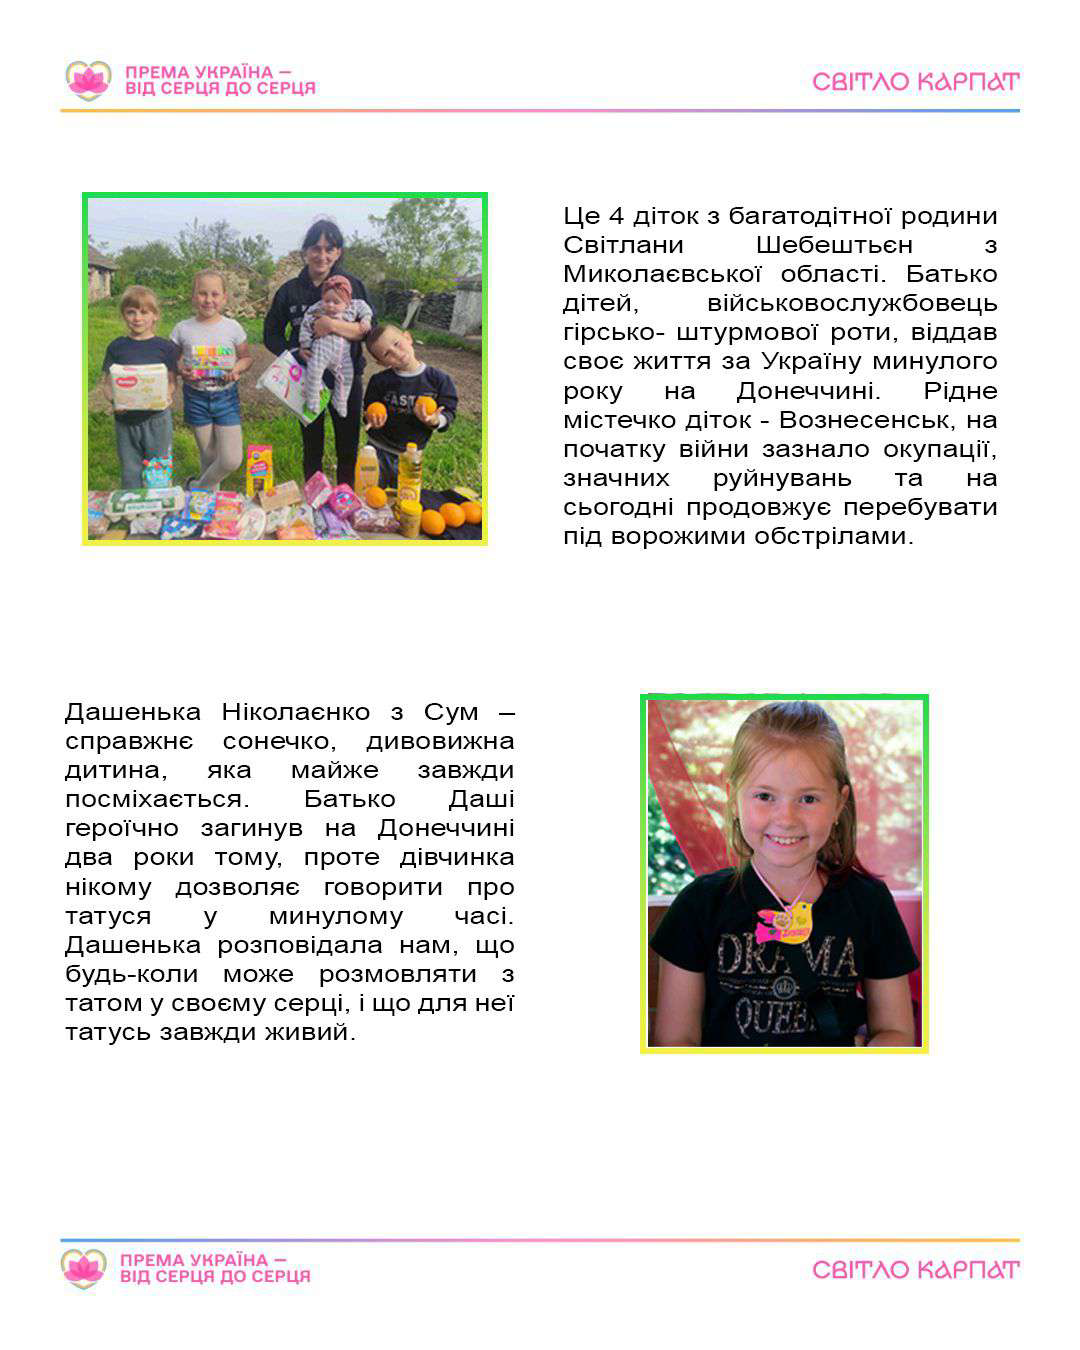 ПРЕМА УКРАЇНА –
ВІД СЕРЦЯ ДО СЕРЦЯ
СВІТЛО КАРПАТ
Це 4 діток з багатодітної родини
Світлани Шебештьєн з
Миколаєвської області. Батько
дітей, військовослужбовець
гірсько- штурмової роти, віддав
своє життя за Україну минулого
року на Донеччині. Рідне
містечко діток - Вознесенськ, на
початку війни зазнало окупації,
значних руйнувань та на
сьогодні продовжує перебувати
під ворожими обстрілами.
Дашенька Ніколаєнко з Сум –
справжнє сонечко, дивовижна
дитина, яка майже завжди
посміхається. Батько Даші
героїчно загинув на Донеччині
два роки тому, проте дівчинка
нікому дозволяє говорити про
татуся у минулому часі.
Дашенька розповідала нам, що
будь-коли може розмовляти з
татом у своєму серці, і що для неї
татусь завжди живий.
DRAMA
QUEEN
ПРЕМА УКРАЇНА –
ВІД СЕРЦЯ ДО СЕРЦЯ
СВІТЛО КАРПАТ